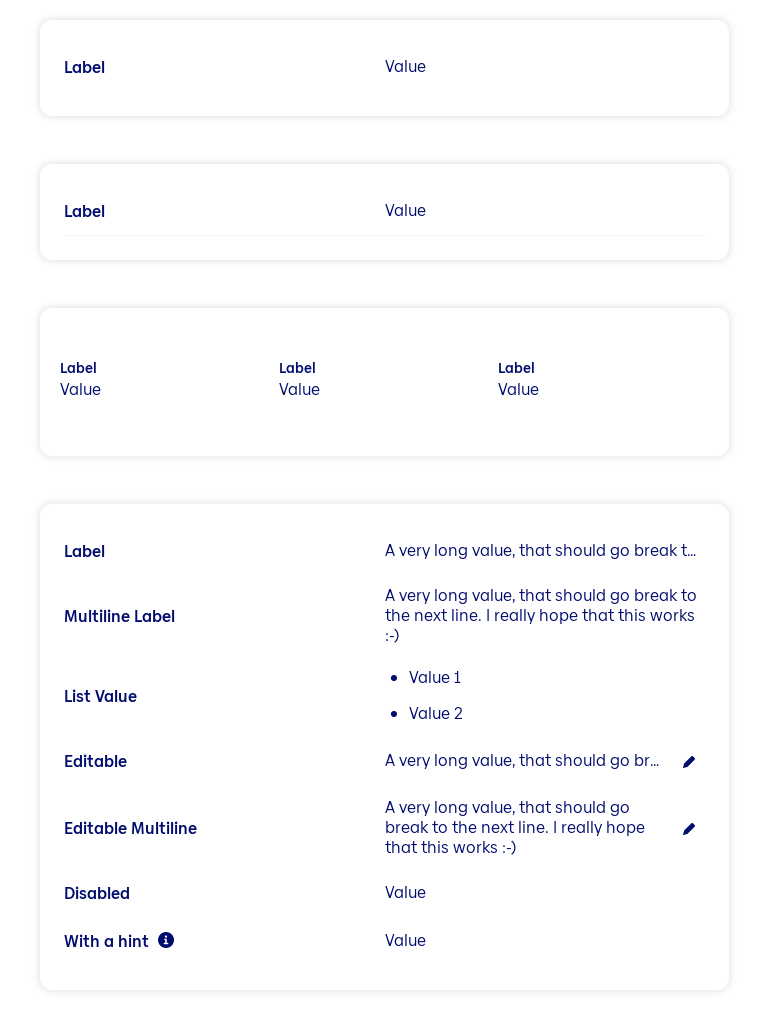 Label Value
Label Value
Label Label Label
Value Value Value
Label A very long value, that should go break t...
Multiline Label A very long value, that should go break to
the next line. I really hope that this works
:-)
List Value
• Value 1
• Value 2
Editable A very long value, that should go br...
Editable Multiline A very long value, that should go
break to the next line. I really hope
that this works :-)
Disabled Value
With a hint Value